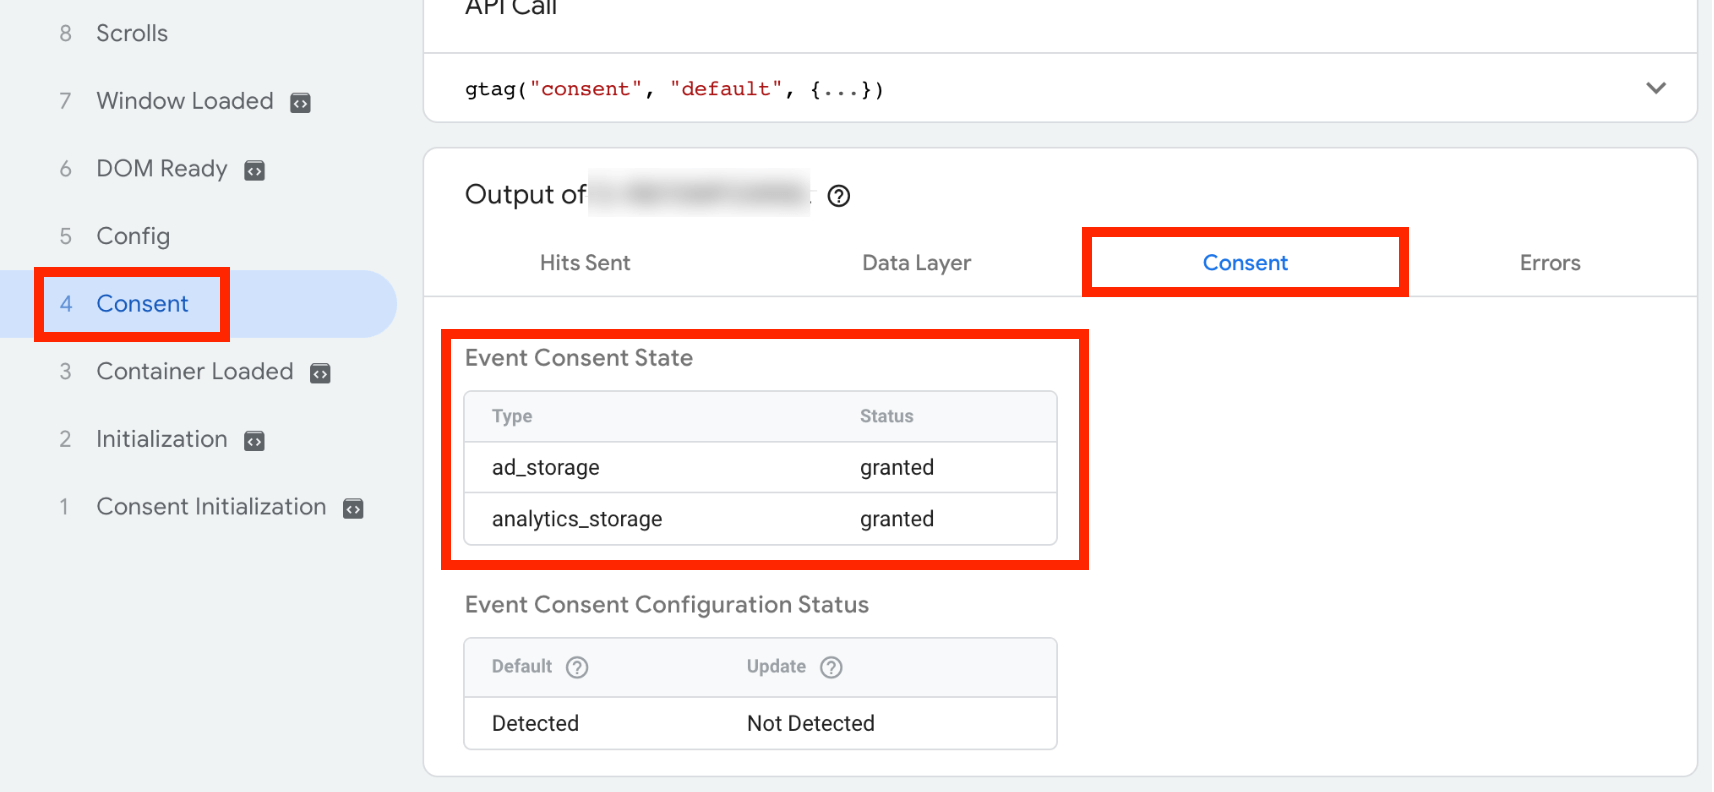 8 Scrolls
7 Window Loaded
6 DOM Ready
5 Config
4 Consent
3 Container Loaded
2 Initialization
1 Consent Initialization
API Call
gtag("consent", "default", {...})
Output of
Hits Sent Data Layer Consent Errors
Event Consent State
Type Status
ad_storage granted
analytics_storage granted
Event Consent Configuration Status
Default Update
Detected Not Detected